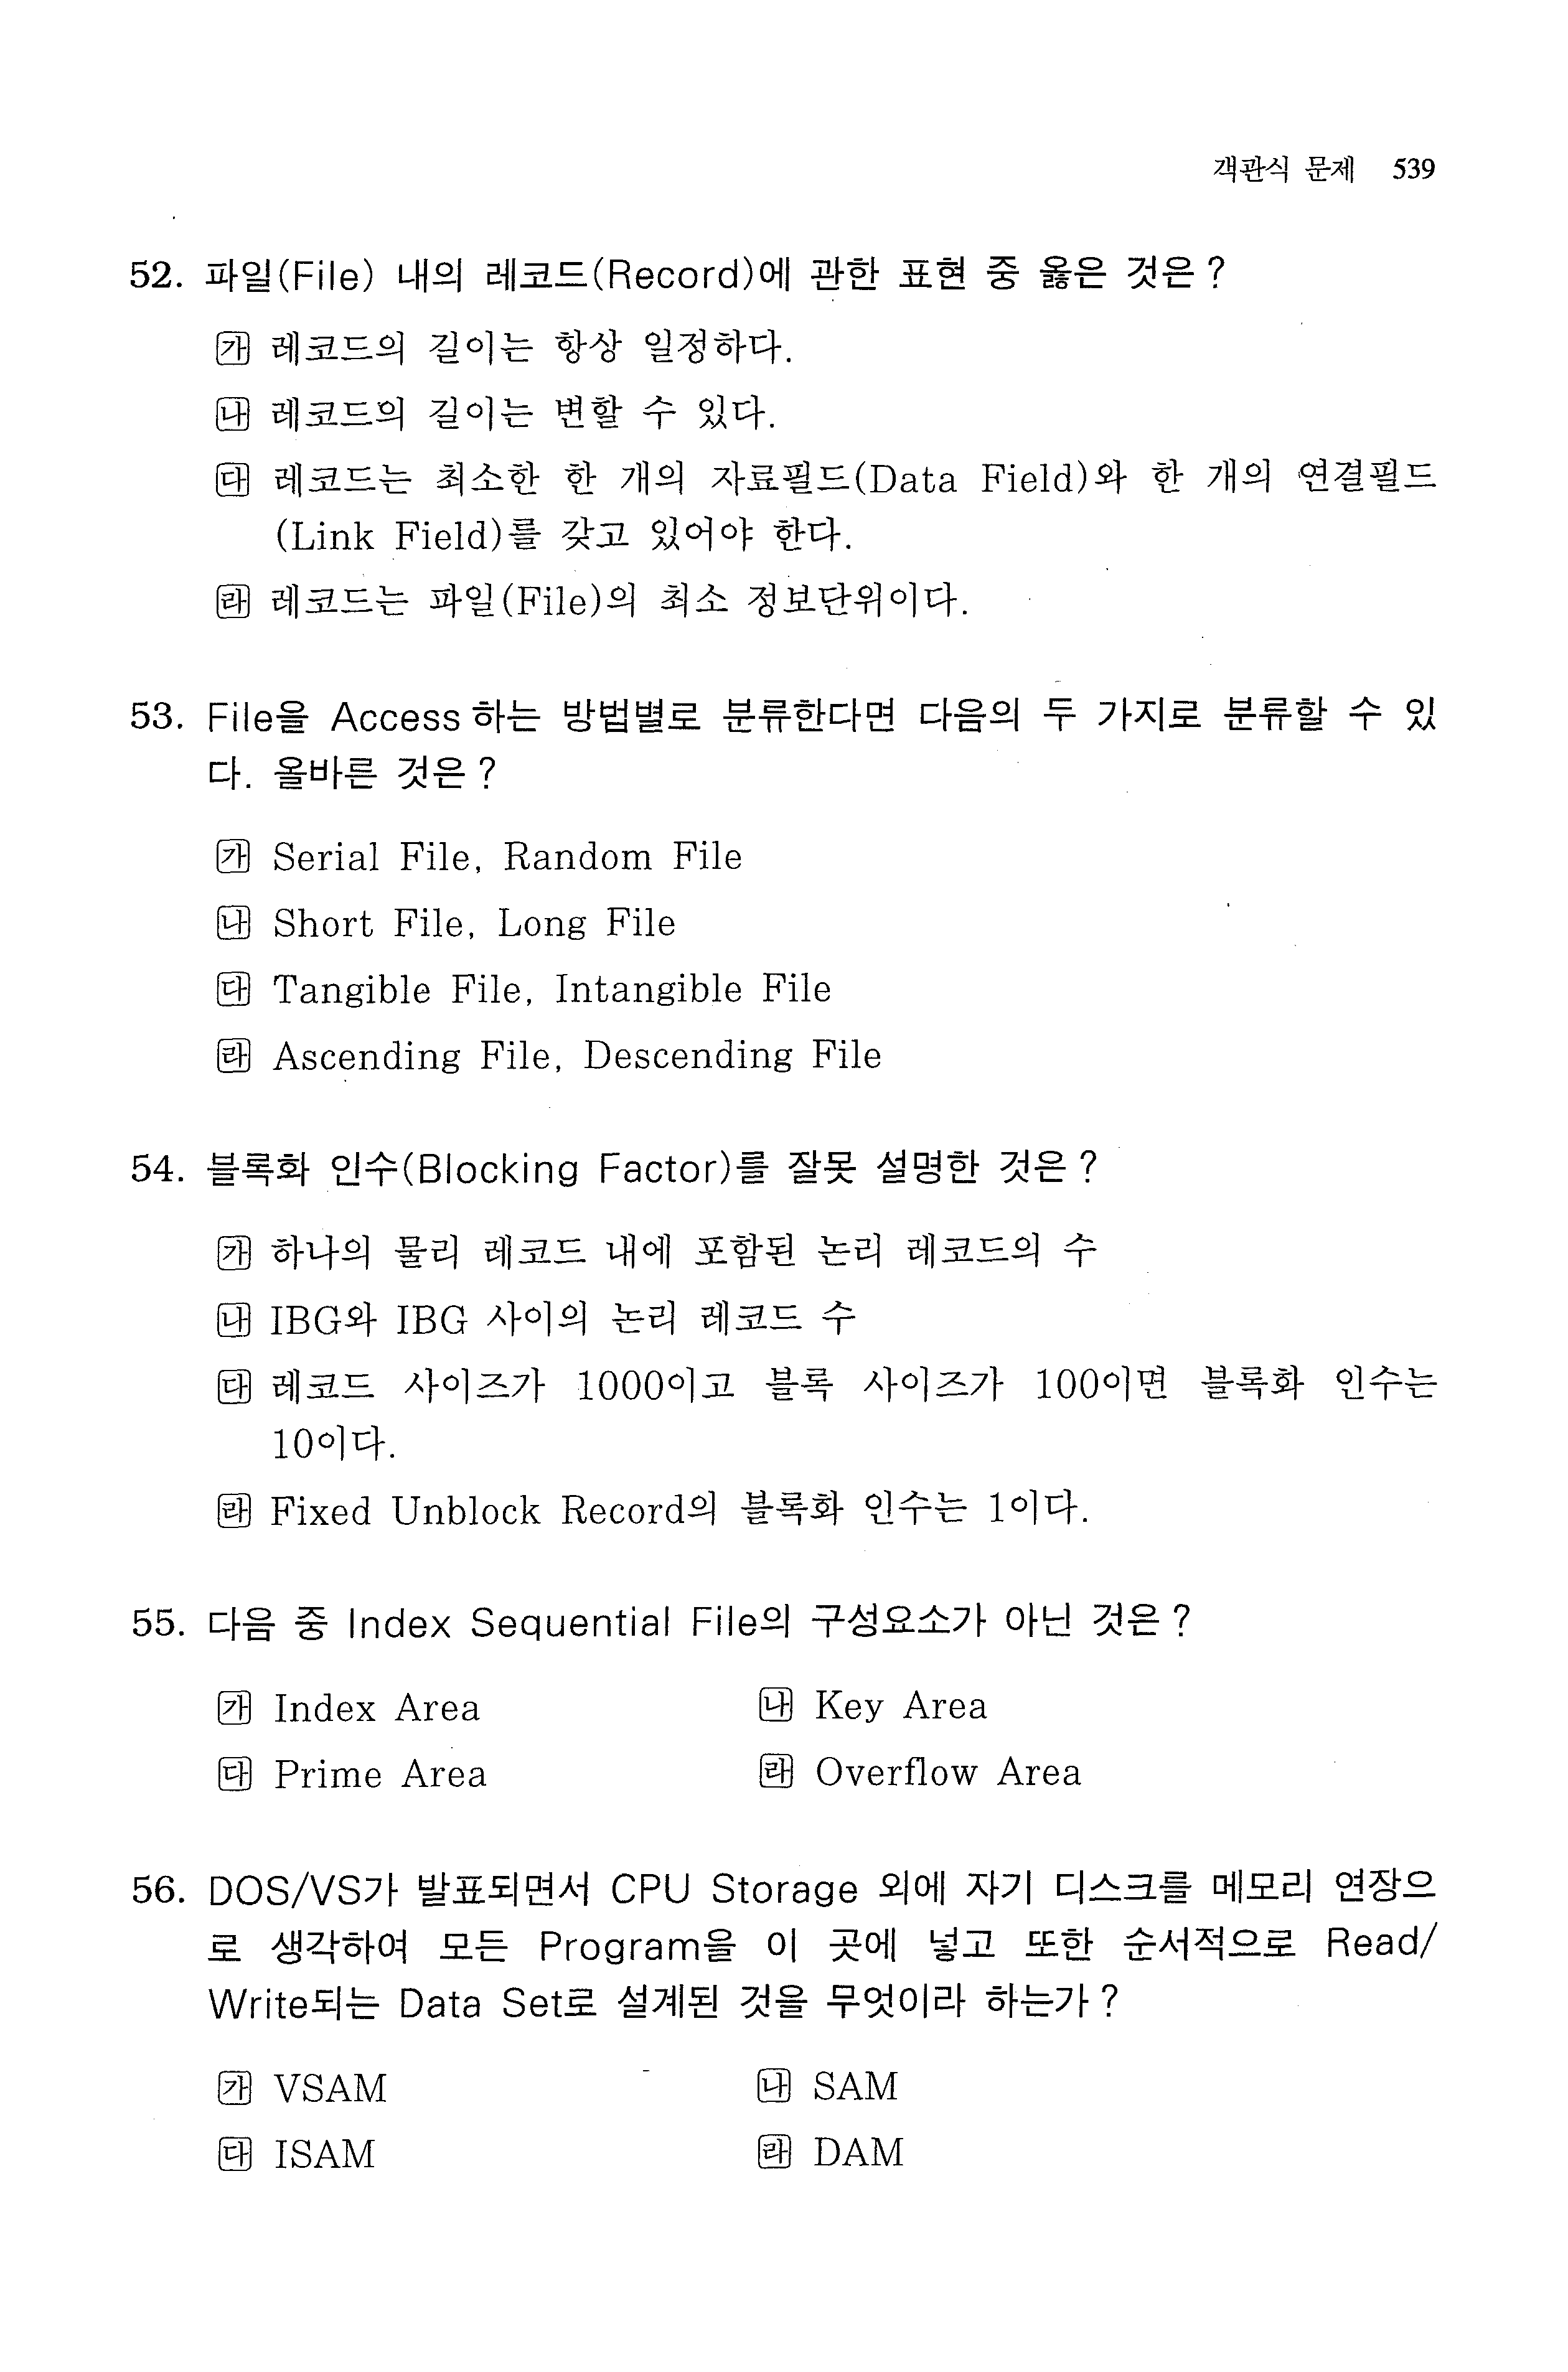 객관식 문제 539
52. 파일(File) 내의 레코드(Record)에 관한 표현 중 옳은 것은?
㉮ 레코드의 길이는 항상 일정하다.
㉯ 레코드의 길이는 변할 수 있다.
㉰ 레코드는 최소한 한 개의 자료필드(Data Field)와 한 개의 연결필드
(Link Field)를 갖고 있어야 한다.
㉱ 레코드는 파일(File)의 최소 정보단위이다.
53. File을 Access하는 방법별로 분류한다면 다음의 두 가지로 분류할 수 있
다. 올바른 것은?
㉮ Serial File, Random File
㉯ Short File, Long File
㉰ Tangible File, Intangible File
㉱ Ascending File, Descending File
54. 블록화 인수(Blocking Factor)를 잘못 설명한 것은?
㉮ 하나의 물리 레코드 내에 포함된 논리 레코드의 수
㉯ IBG와 IBG 사이의 논리 레코드 수
㉰ 레코드 사이즈가 1000이고 블록 사이즈가 100이면 블록화 인수는
10이다.
㉱ Fixed Unblock Record의 블록화 인수는 1이다.
55. 다음 중 Index Sequential File의 구성요소가 아닌 것은?
㉮ Index Area ㉯ Key Area
㉰ Prime Area ㉱ Overflow Area
56. DOS/VS가 발표되면서 CPU Storage 외에 자기 디스크를 메모리 연장으
로 생각하여 모든 Program을 이 곳에 넣고 또한 순서적으로 Read/
Write되는 Data Set로 설계된 것을 무엇이라 하는가?
㉮ VSAM ㉯ SAM
㉰ ISAM ㉱ DAM